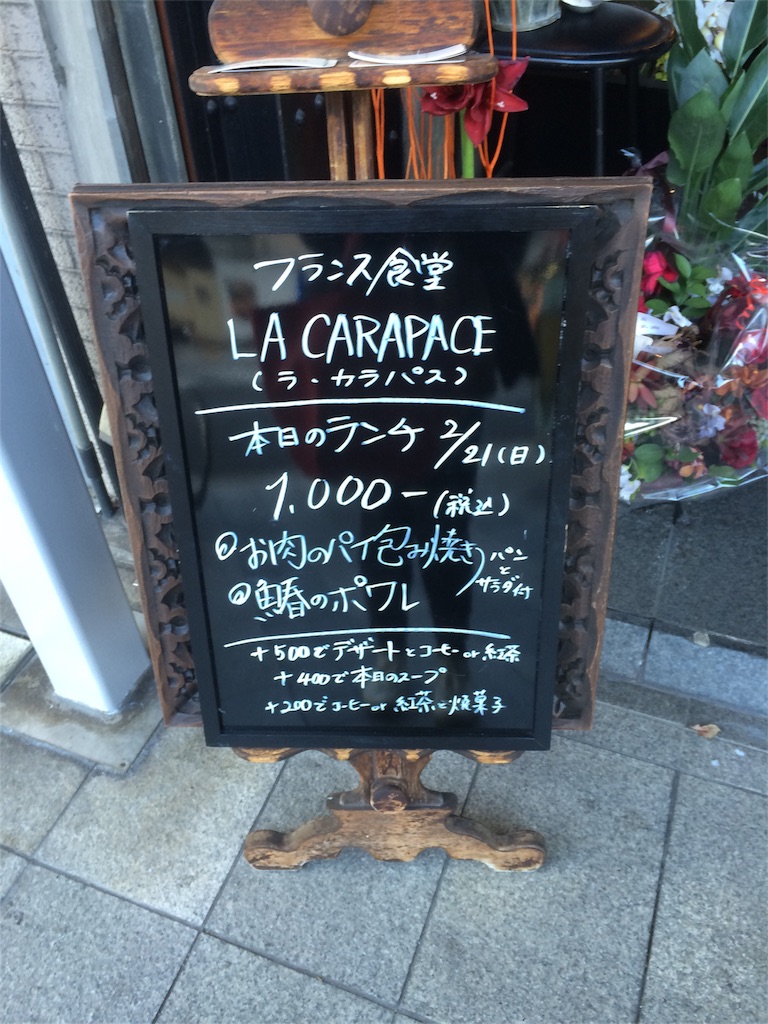 フランス食堂
LA CARAPACE
(ラ・カラパス)
本日のランチ 2/21(日)
1,000-(税込)
お肉のパイ包み焼き
鰆のポワレ
パンとサラダ付
+500でデザートとコーヒーor紅茶
+400で本日のスープ
+200でコーヒーor紅茶と焼菓子